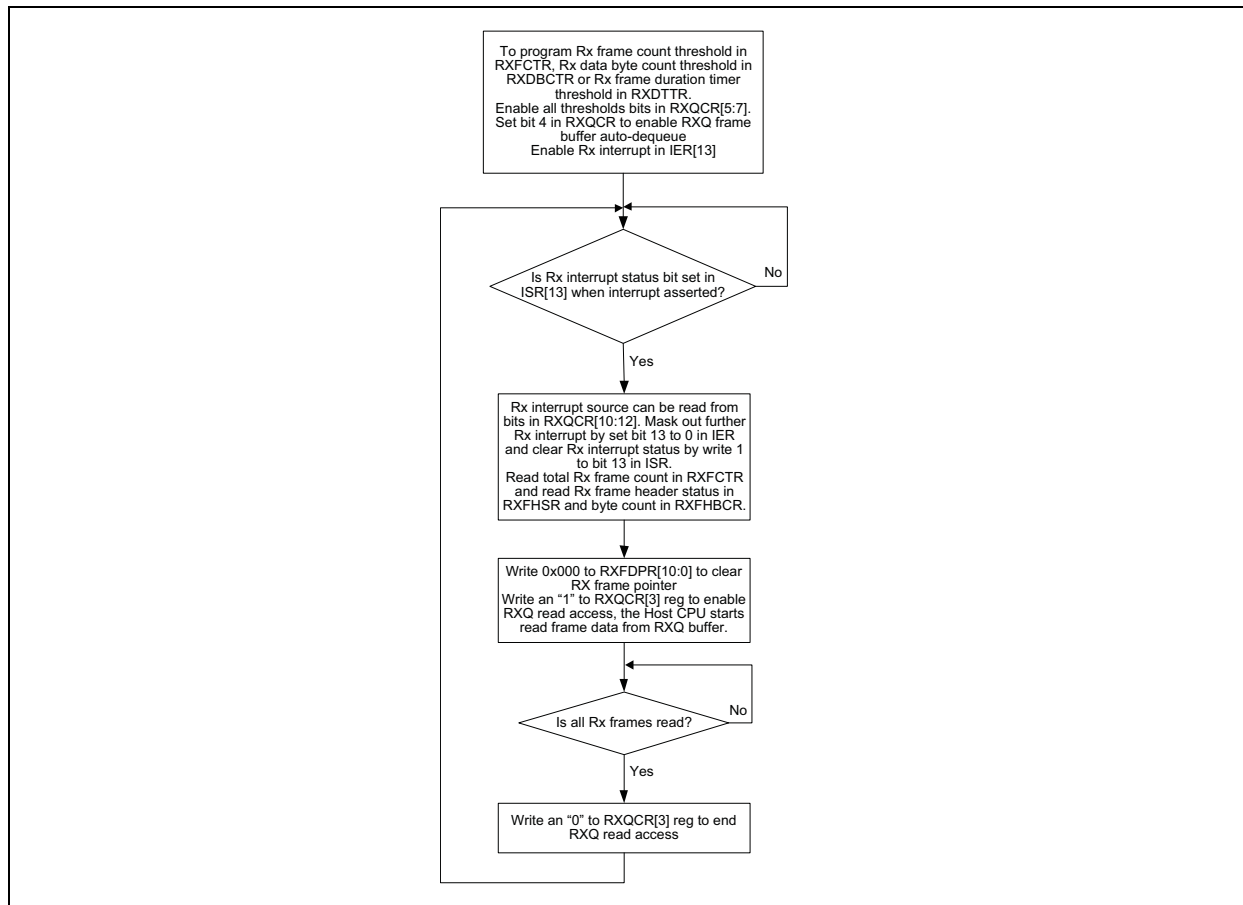 To program Rx frame count threshold in
RXFCTR, Rx data byte count threshold in
RXDBCTR or Rx frame duration timer
threshold in RXDTTR.
Enable all thresholds bits in RXQCR[5:7].
Set bit 4 in RXQCR to enable RXQ frame
buffer auto-dequeue
Enable Rx interrupt in IER[13]
Is Rx interrupt status bit set in
ISR[13] when interrupt asserted?
No
Yes
Rx interrupt source can be read from
bits in RXQCR[10:12]. Mask out further
Rx interrupt by set bit 13 to 0 in IER
and clear Rx interrupt status by write 1
to bit 13 in ISR.
Read total Rx frame count in RXFCTR
and read Rx frame header status in
RXFHSR and byte count in RXFHBCR.
Write 0x000 to RXFDPR[10:0] to clear
RX frame pointer
Write an “1” to RXQCR[3] reg to enable
RXQ read access, the Host CPU starts
read frame data from RXQ buffer.
Is all Rx frames read?
No
Yes
Write an “0” to RXQCR[3] reg to end
RXQ read access